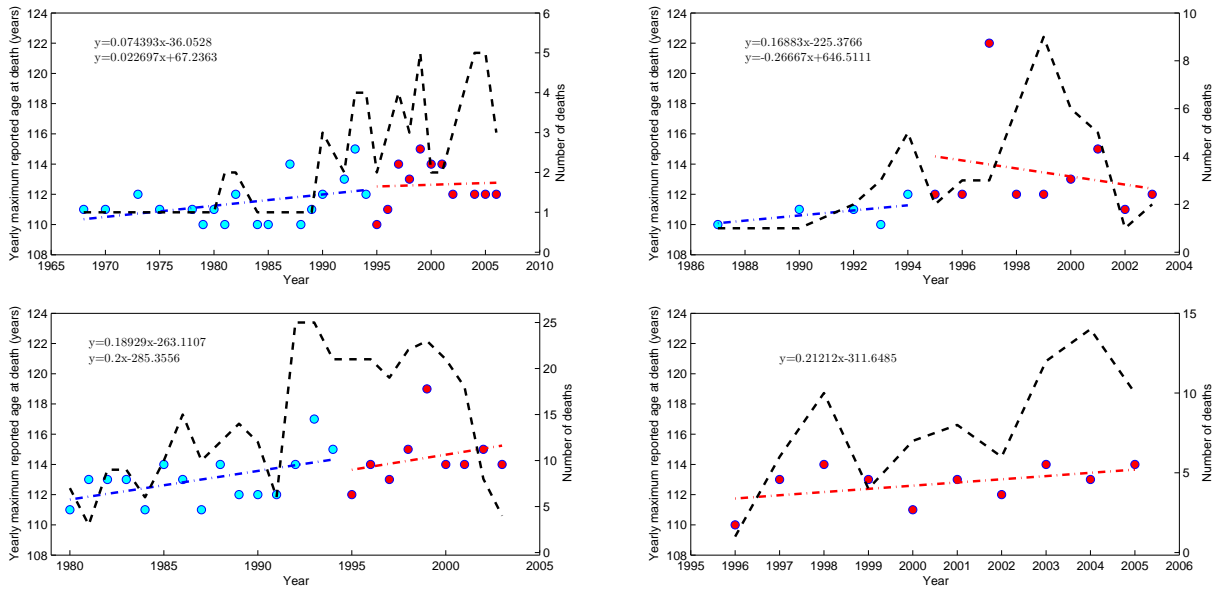 124
122
120
118
116
114
112
110
108
Yearly maximum reported age at death (years)
y=0.074393x-36.0528
y=0.022697x+67.2363
6
5
4
3
2
1
0
Number of deaths
1965 1970 1975 1980 1985 1990 1995 2000 2005 2010
Year
124
122
120
118
116
114
112
110
108
Yearly maximum reported age at death (years)
y=0.16883x-225.3766
y=-0.26667x+646.5111
10
8
6
4
2
0
Number of deaths
1986 1988 1990 1992 1994 1996 1998 2000 2002 2004
Year
124
122
120
118
116
114
112
110
108
Yearly maximum reported age at death (years)
y=0.18929x-263.1107
y=0.2x-285.3556
25
20
15
10
5
0
Number of deaths
1980 1985 1990 1995 2000 2005
Year
124
122
120
118
116
114
112
110
108
Yearly maximum reported age at death (years)
y=0.21212x-311.6485
15
10
5
0
Number of deaths
1995 1996 1997 1998 1999 2000 2001 2002 2003 2004 2005 2006
Year